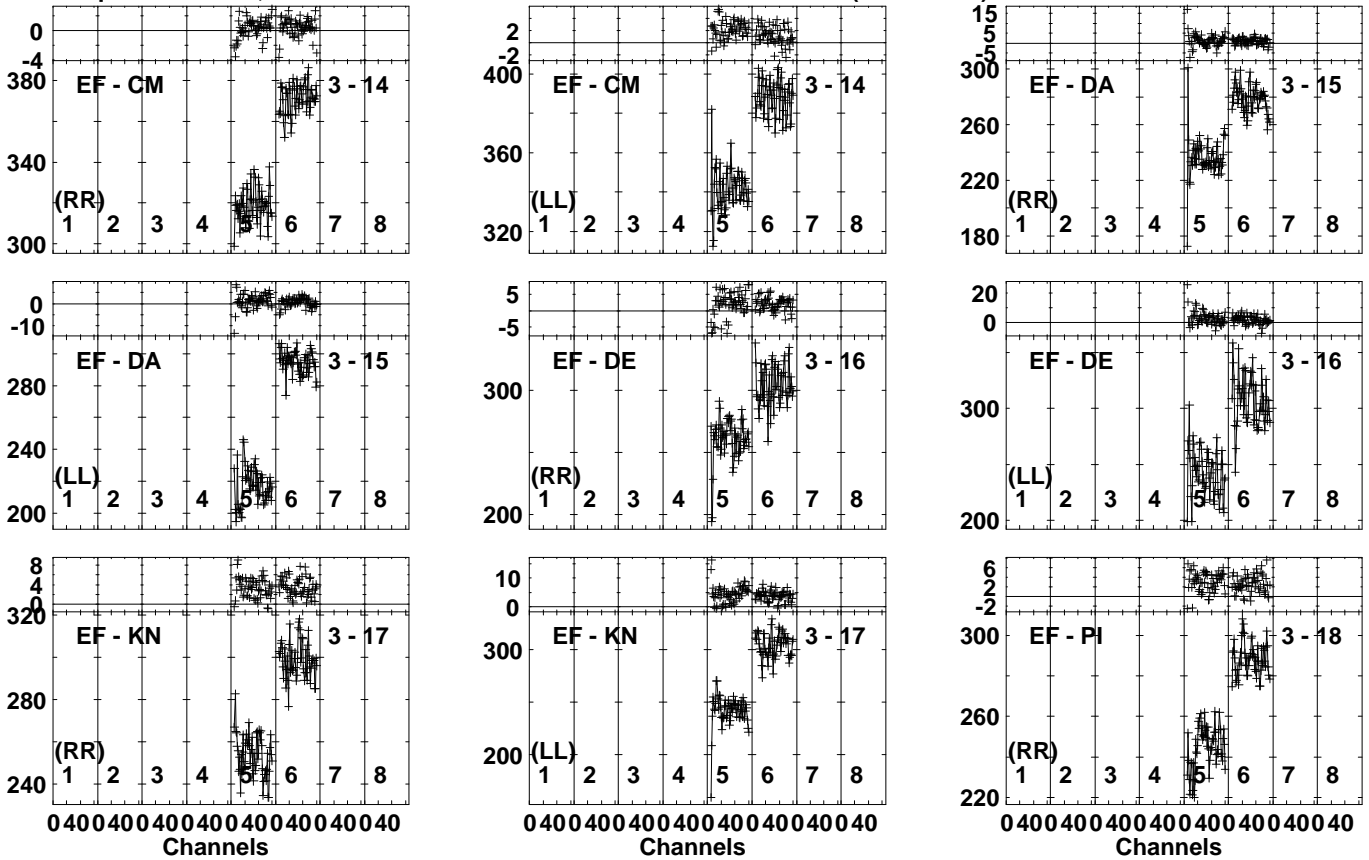 0
-4
380
340
300
EF - CM 3 - 14
(RR)
1 2 3 4 5 6 7 8
2
-2
400
360
320
EF - CM 3 - 14
(LL)
1 2 3 4 5 6 7 8
15
5
-5
300
260
220
180
EF - DA 3 - 15
(RR)
1 2 3 4 5 6 7 8
0
-10
280
240
200
EF - DA 3 - 15
(LL)
1 2 3 4 5 6 7 8
5
-5
300
200
EF - DE 3 - 16
(RR)
1 2 3 4 5 6 7 8
20
0
300
200
EF - DE 3 - 16
(LL)
1 2 3 4 5 6 7 8
8
4
0
320
280
240
EF - KN 3 - 17
(RR)
1 2 3 4 5 6 7 8
0 40 0 40 0 40 0 40 0 40 0 40 0 40 0 40
Channels
10
0
300
200
EF - KN 3 - 17
(LL)
1 2 3 4 5 6 7 8
0 40 0 40 0 40 0 40 0 40 0 40 0 40 0 40
Channels
6
2
-2
300
260
220
EF - PI 3 - 18
(RR)
1 2 3 4 5 6 7 8
0 40 0 40 0 40 0 40 0 40 0 40 0 40 0 40
Channels